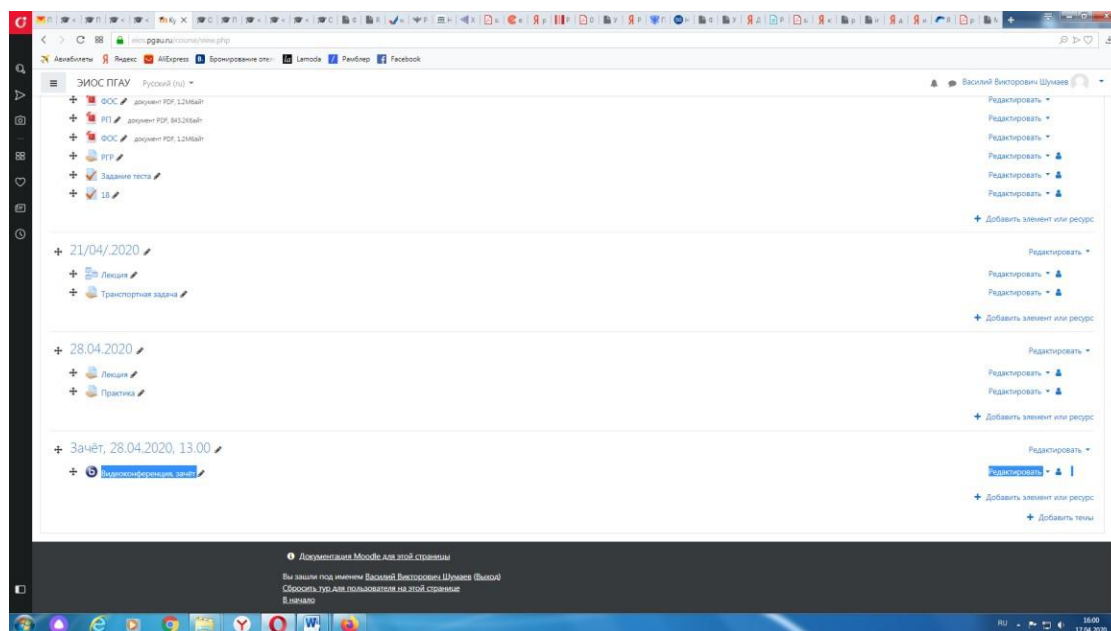 eios.pgau.ru/course/view.php
Авиабилеты Яндекс AliExpress Бронирование отел Lamoda Рамблер Facebook
ЭИОС ПГАУ Русский (ru) Василий Викторович Шумаев
ФОС документ PDF, 1.2Мбайт Редактировать
РП документ PDF, 843.2Кбайт Редактировать
ФОС документ PDF, 1.2Мбайт Редактировать
РГР Редактировать
Задание теста Редактировать
18 Редактировать
+ Добавить элемент или ресурс
21/04/.2020 Редактировать
Лекция Редактировать
Транспортная задача Редактировать
+ Добавить элемент или ресурс
28.04.2020 Редактировать
Лекция Редактировать
Практика Редактировать
+ Добавить элемент или ресурс
Зачёт, 28.04.2020, 13.00 Редактировать
Видеоконференция, зачёт Редактировать
+ Добавить элемент или ресурс
+ Добавить темы
Документация Moodle для этой страницы
Вы зашли под именем Василий Викторович Шумаев (Выход)
Сбросить тур для пользователя на этой странице
В начало
RU 16:00
17.04.2020